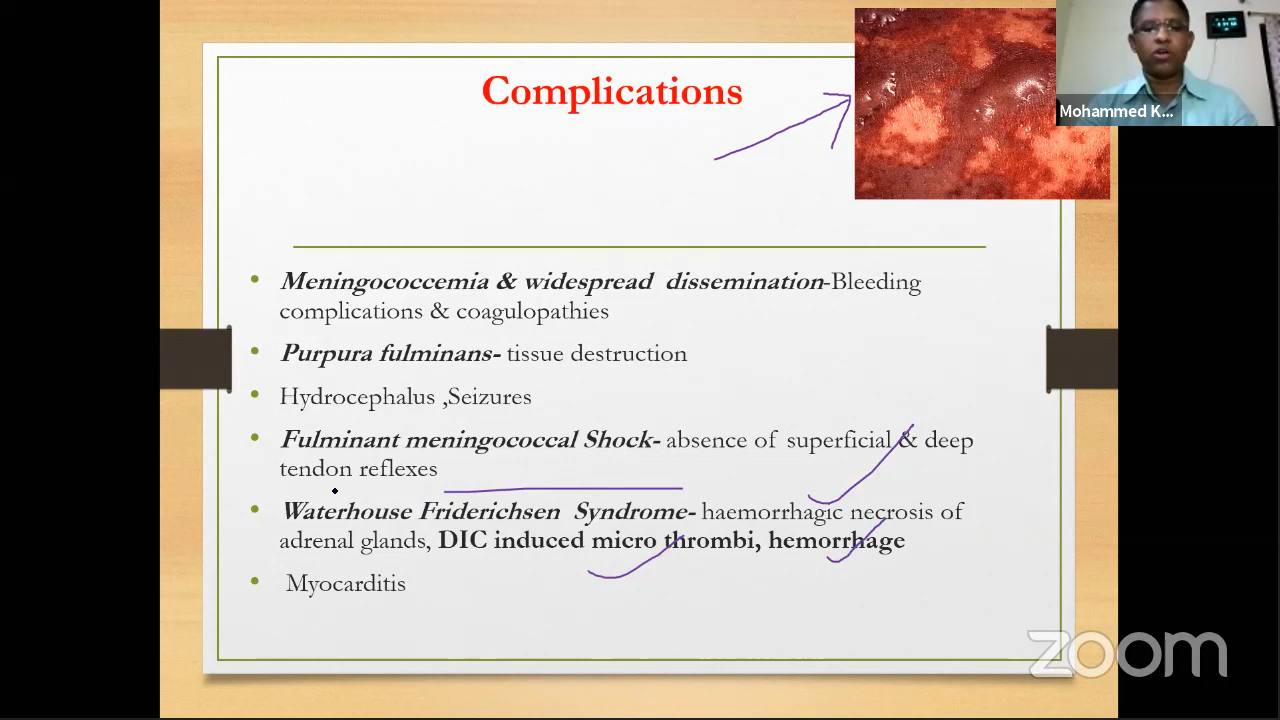 Complications
Mohammed K...
Meningococcemia & widespread dissemination-Bleeding
complications & coagulopathies
Purpura fulminans- tissue destruction
Hydrocephalus ,Seizures
Fulminant meningococcal Shock- absence of superficial & deep
tendon reflexes
Waterhouse Friderichsen Syndrome- haemorrhagic necrosis of
adrenal glands, DIC induced micro thrombi, hemorrhage
Myocarditis
zoom